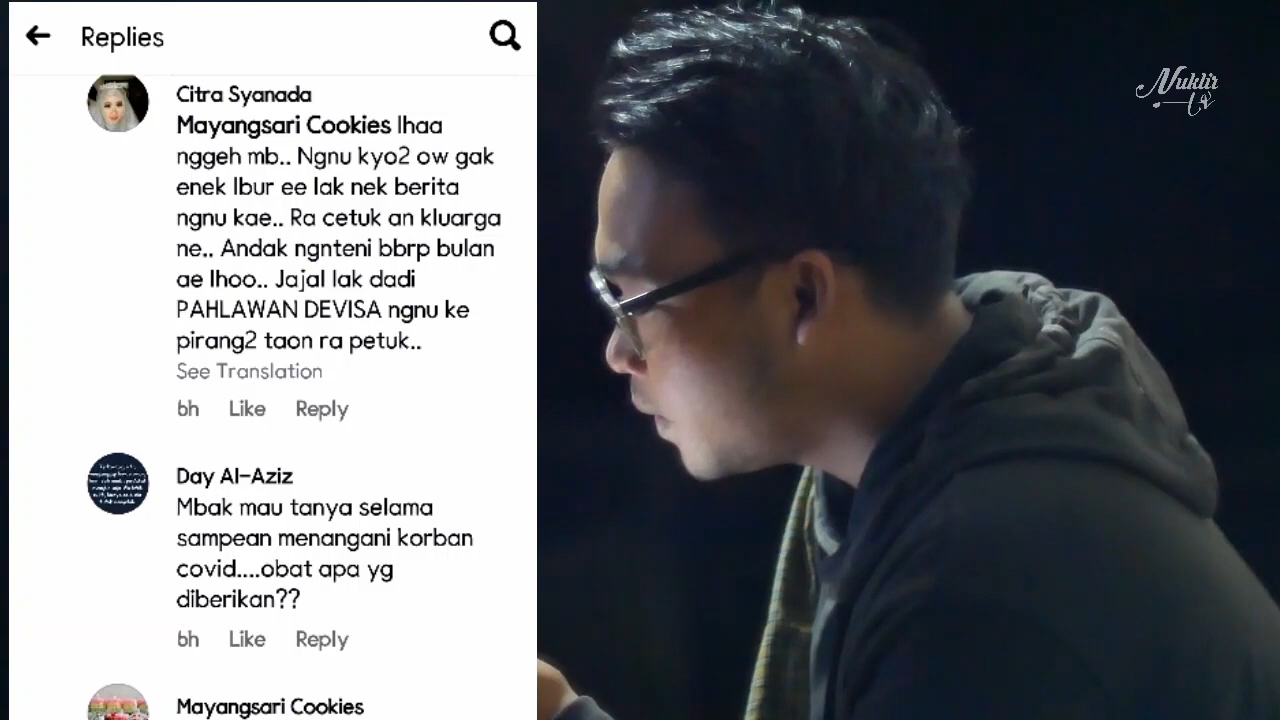 Replies
Nuklir
TV
Citra Syanada
Mayangsari Cookies lhaa
nggeh mb.. Ngnu kyo2 ow gak
enek lbur ee lak nek berita
ngnu kae.. Ra cetuk an kluarga
ne.. Andak ngnteni bbrp bulan
ae lhoo.. Jajal lak dadi
PAHLAWAN DEVISA ngnu ke
pirang2 taon ra petuk..
See Translation
6h Like Reply
Day Al-Aziz
Mbak mau tanya selama
sampean menangani korban
covid....obat apa yg
diberikan??
6h Like Reply
Mayangsari Cookies